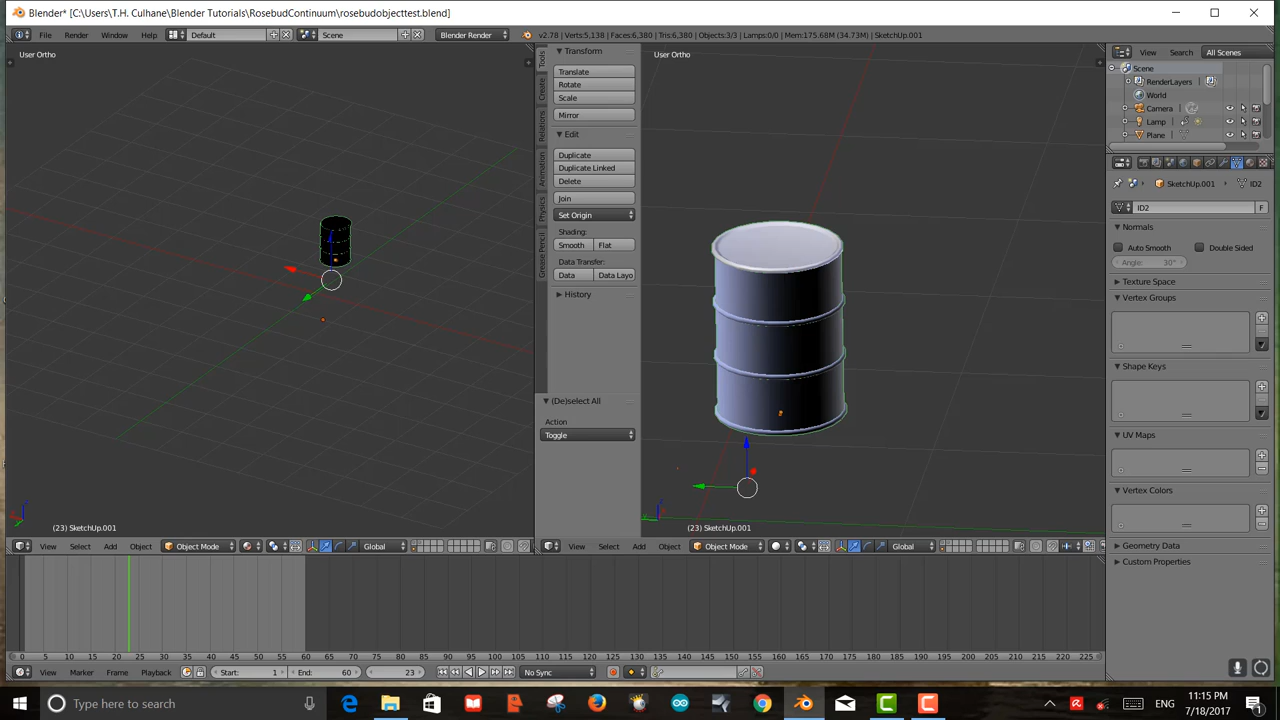 Blender* [C:\Users\T.H. Culhane\Blender Tutorials\RosebudContinuum\rosebudobjecttest.blend]
File Render Window Help Default Scene Blender Render v2.78 | Verts:5,138 | Faces:6,380 | Tris:6,380 | Objects:3/3 | Lamps:0/0 | Mem:175.68M (34.73M) | SketchUp.001
User Ortho
(23) SketchUp.001
View Select Add Object Object Mode Global
Tools
Create
Relations
Animation
Physics
Grease Pencil
Transform
Translate
Rotate
Scale
Mirror
Edit
Duplicate
Duplicate Linked
Delete
Join
Set Origin
Shading:
Smooth Flat
Data Transfer:
Data Data Layo
History
(De)select All
Action
Toggle
User Ortho
(23) SketchUp.001
View Select Add Object Object Mode Global
View Search All Scenes
Scene
RenderLayers
World
Camera
Lamp
Plane
SketchUp.001 ID2
ID2 F
Normals
Auto Smooth Double Sided
Angle: 30°
Texture Space
Vertex Groups
Shape Keys
UV Maps
Vertex Colors
Geometry Data
Custom Properties
0 5 10 15 20 25 30 35 40 45 50 55 60 65 70 75 80 85 90 95 100 105 110 115 120 125 130 135 140 145 150 155 160 165 170 175 180 185 190 195 200 205 210 215 220 225
View Marker Frame Playback Start: 1 End: 60 23 No Sync
Type here to search
ENG
11:15 PM
7/18/2017